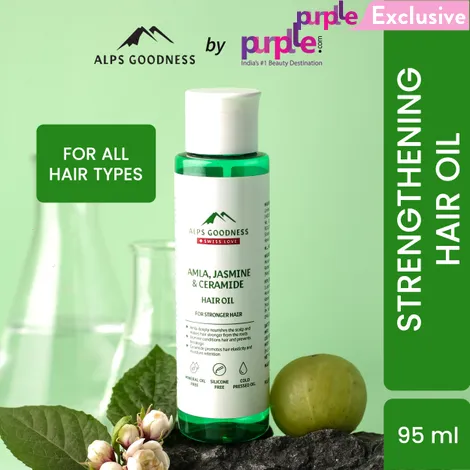 purplle Exclusive
ALPS GOODNESS by purplle.com
India's #1 Beauty Destination
FOR ALL
HAIR TYPES
STRENGTHENING
HAIR OIL
95 ml
ALPS GOODNESS
SWISS LOVE
AMLA, JASMINE
& CERAMIDE
HAIR OIL
FOR STRONGER HAIR
MINERAL OIL
FREE
SILICONE
FREE
COLD
PRESSED OIL